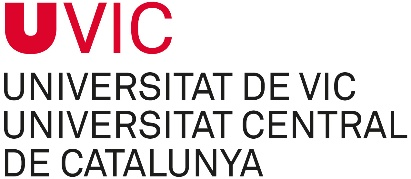 UVIC
UNIVERSITAT DE VIC
UNIVERSITAT CENTRAL
DE CATALUNYA